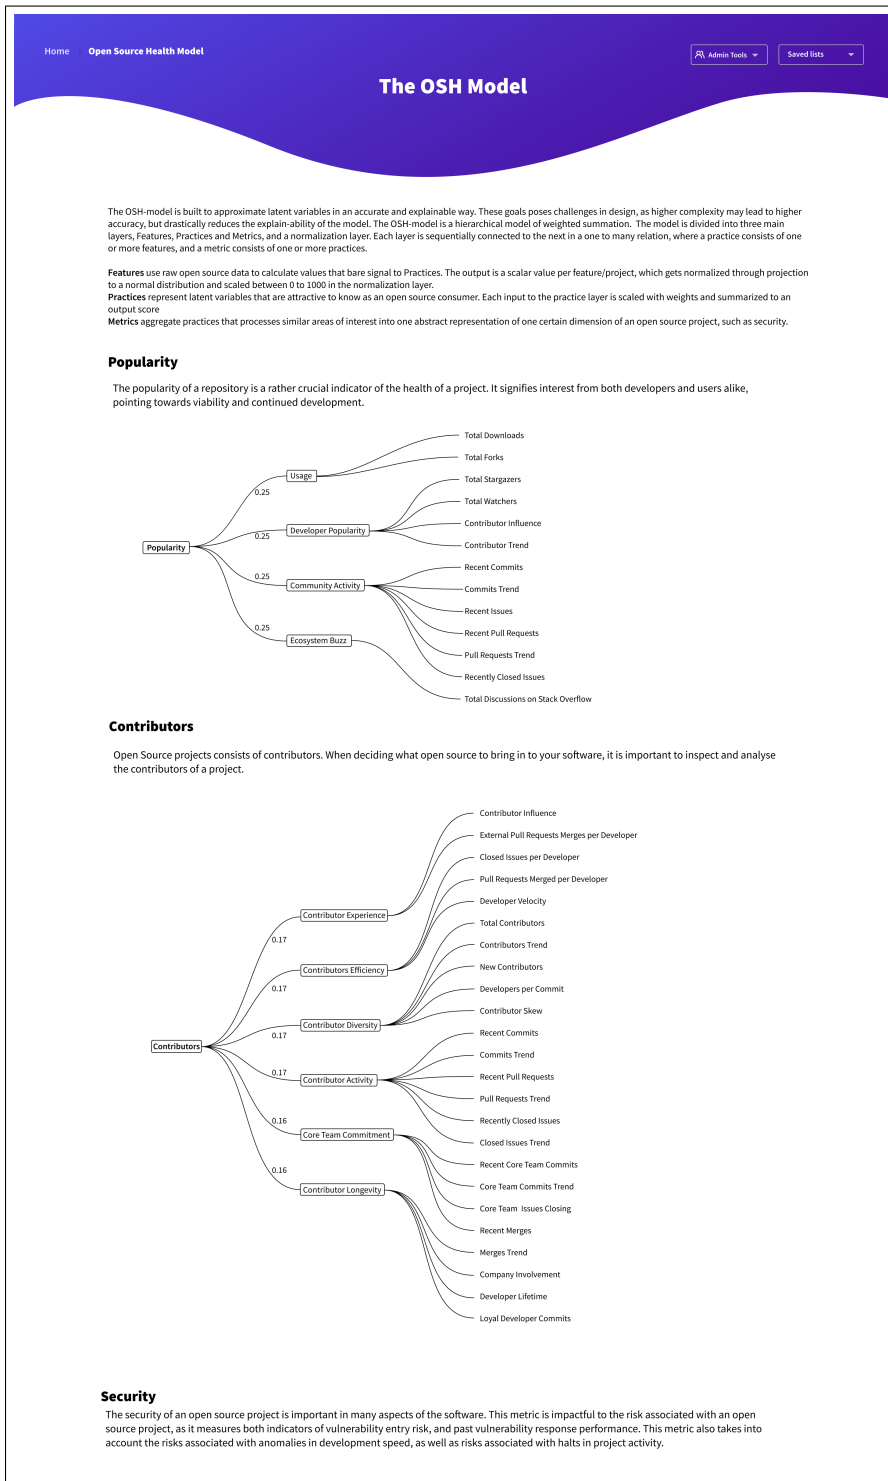 Home
Open Source Health Model
Admin Tools
Saved lists
The OSH Model
The OSH-model is built to approximate latent variables in an accurate and explainable way. These goals poses challenges in design, as higher complexity may lead to higher
accuracy, but drastically reduces the explain-ability of the model. The OSH-model is a hierarchical model of weighted summation. The model is divided into three main
layers, Features, Practices and Metrics, and a normalization layer. Each layer is sequentially connected to the next in a one to many relation, where a practice consists of one
or more features, and a metric consists of one or more practices.
Features use raw open source data to calculate values that bare signal to Practices. The output is a scalar value per feature/project, which gets normalized through projection
to a normal distribution and scaled between 0 to 1000 in the normalization layer.
Practices represent latent variables that are attractive to know as an open source consumer. Each input to the practice layer is scaled with weights and summarized to an
output score
Metrics aggregate practices that processes similar areas of interest into one abstract representation of one certain dimension of an open source project, such as security.
Popularity
The popularity of a repository is a rather crucial indicator of the health of a project. It signifies interest from both developers and users alike,
pointing towards viability and continued development.
Popularity
0.25
0.25
0.25
0.25
Usage
Developer Popularity
Community Activity
Ecosystem Buzz
Total Downloads
Total Forks
Total Stargazers
Total Watchers
Contributor Influence
Contributor Trend
Recent Commits
Commits Trend
Recent Issues
Recent Pull Requests
Pull Requests Trend
Recently Closed Issues
Total Discussions on Stack Overflow
Contributors
Open Source projects consists of contributors. When deciding what open source to bring in to your software, it is important to inspect and analyse
the contributors of a project.
Contributors
0.17
0.17
0.17
0.17
0.16
0.16
Contributor Experience
Contributors Efficiency
Contributor Diversity
Contributor Activity
Core Team Commitment
Contributor Longevity
Contributor Influence
External Pull Requests Merges per Developer
Closed Issues per Developer
Pull Requests Merged per Developer
Developer Velocity
Total Contributors
Contributors Trend
New Contributors
Developers per Commit
Contributor Skew
Recent Commits
Commits Trend
Recent Pull Requests
Pull Requests Trend
Recently Closed Issues
Closed Issues Trend
Recent Core Team Commits
Core Team Commits Trend
Core Team Issues Closing
Recent Merges
Merges Trend
Company Involvement
Developer Lifetime
Loyal Developer Commits
Security
The security of an open source project is important in many aspects of the software. This metric is impactful to the risk associated with an open
source project, as it measures both indicators of vulnerability entry risk, and past vulnerability response performance. This metric also takes into
account the risks associated with anomalies in development speed, as well as risks associated with halts in project activity.